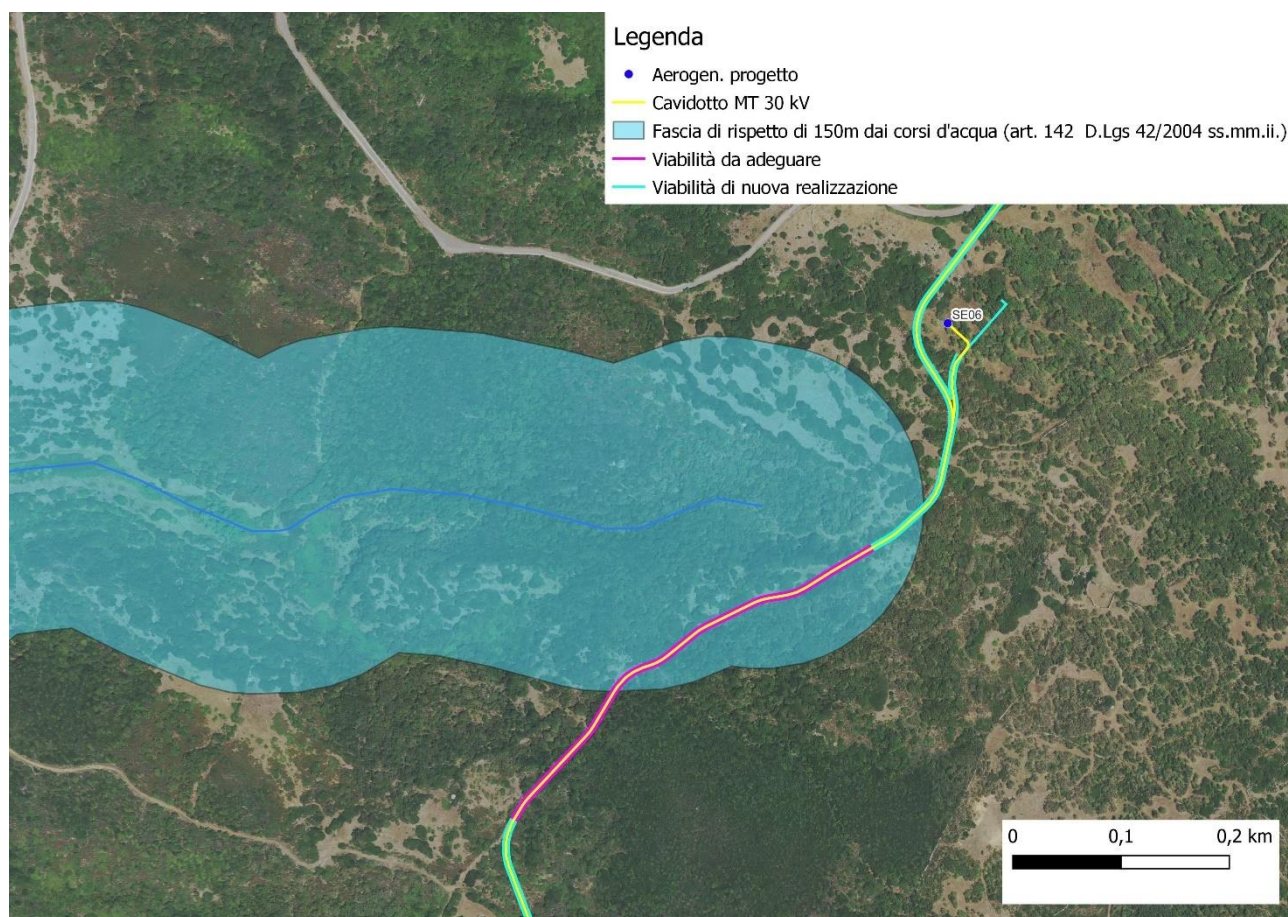 Legenda
Aerogen. progetto
Cavidotto MT 30 kV
Fascia di rispetto di 150m dai corsi d'acqua (art. 142  D.Lgs 42/2004 ss.mm.ii.)
Viabilità da adeguare
Viabilità di nuova realizzazione
SE06
0 0,1 0,2 km